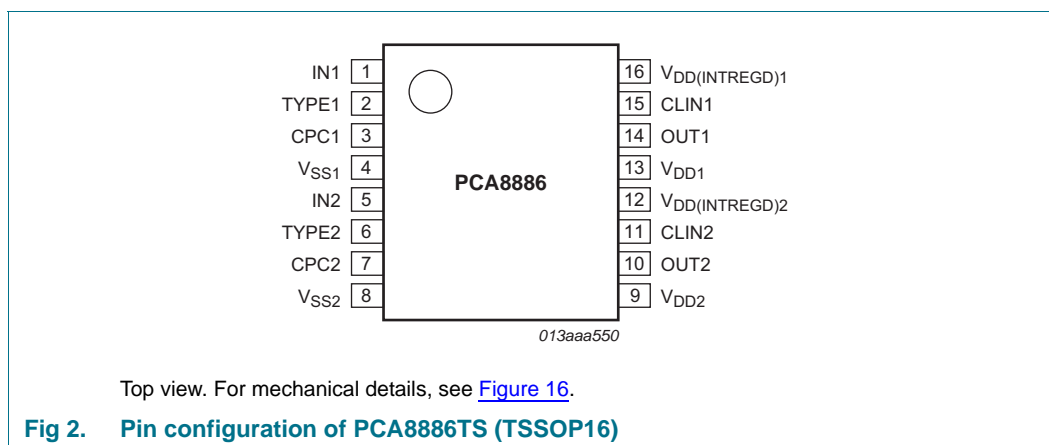 IN1 1 16 VDD(INTREGD)1
TYPE1 2 15 CLIN1
CPC1 3 14 OUT1
VSS1 4 13 VDD1
PCA8886
IN2 5 12 VDD(INTREGD)2
TYPE2 6 11 CLIN2
CPC2 7 10 OUT2
VSS2 8 9 VDD2
013aaa550
Top view. For mechanical details, see Figure 16.
Fig 2. Pin configuration of PCA8886TS (TSSOP16)